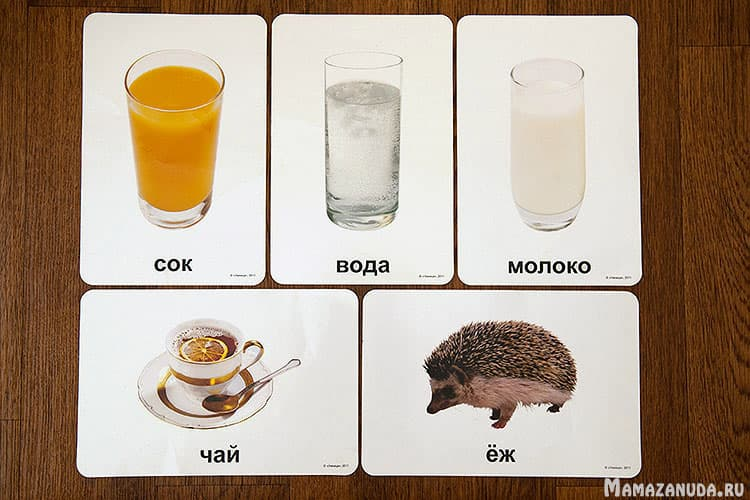 сок
вода
молоко
чай
ёж
Mamazanuda.ru